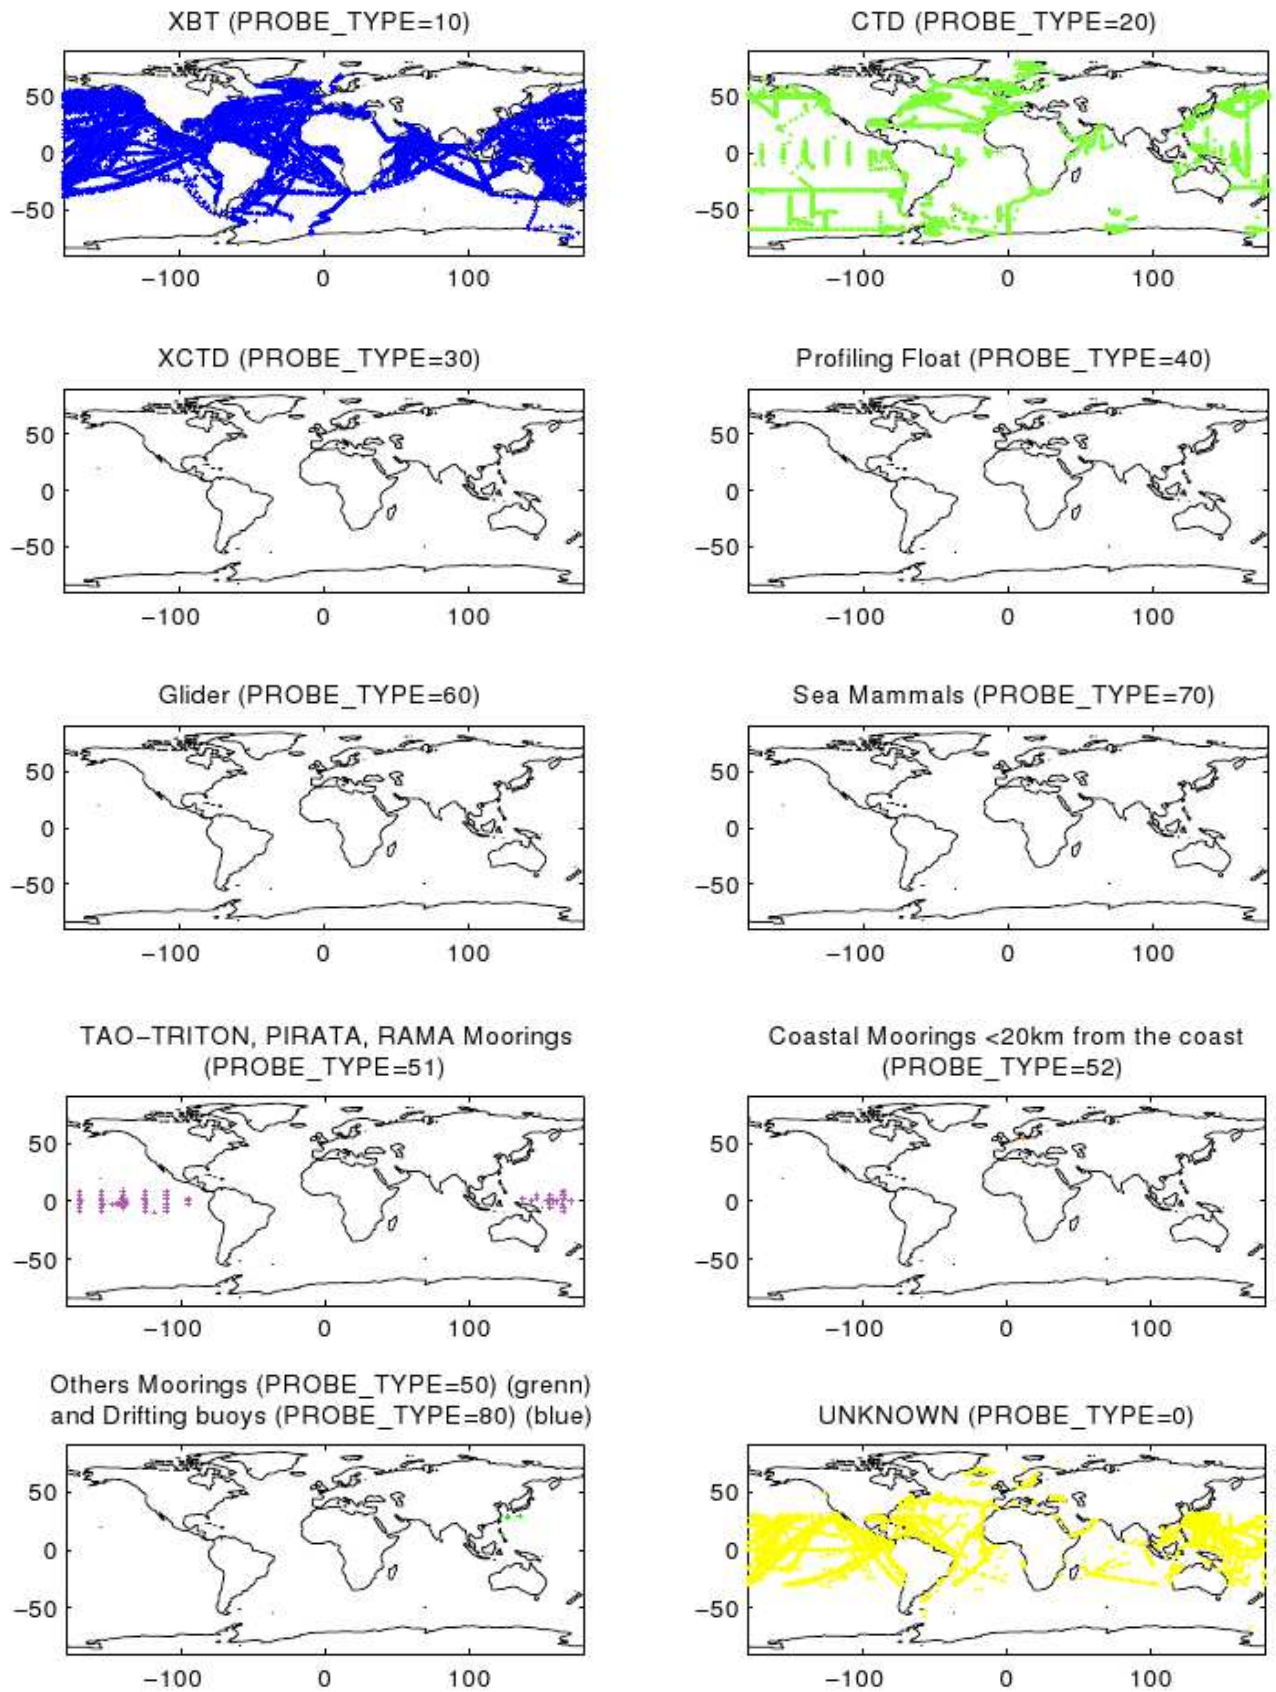 XBT (PROBE_TYPE=10)
50
0
−50
−100 0 100
CTD (PROBE_TYPE=20)
50
0
−50
−100 0 100
XCTD (PROBE_TYPE=30)
50
0
−50
−100 0 100
Profiling Float (PROBE_TYPE=40)
50
0
−50
−100 0 100
Glider (PROBE_TYPE=60)
50
0
−50
−100 0 100
Sea Mammals (PROBE_TYPE=70)
50
0
−50
−100 0 100
TAO−TRITON, PIRATA, RAMA Moorings
(PROBE_TYPE=51)
50
0
−50
−100 0 100
Coastal Moorings <20km from the coast
(PROBE_TYPE=52)
50
0
−50
−100 0 100
Others Moorings (PROBE_TYPE=50) (grenn)
and Drifting buoys (PROBE_TYPE=80) (blue)
50
0
−50
−100 0 100
UNKNOWN (PROBE_TYPE=0)
50
0
−50
−100 0 100